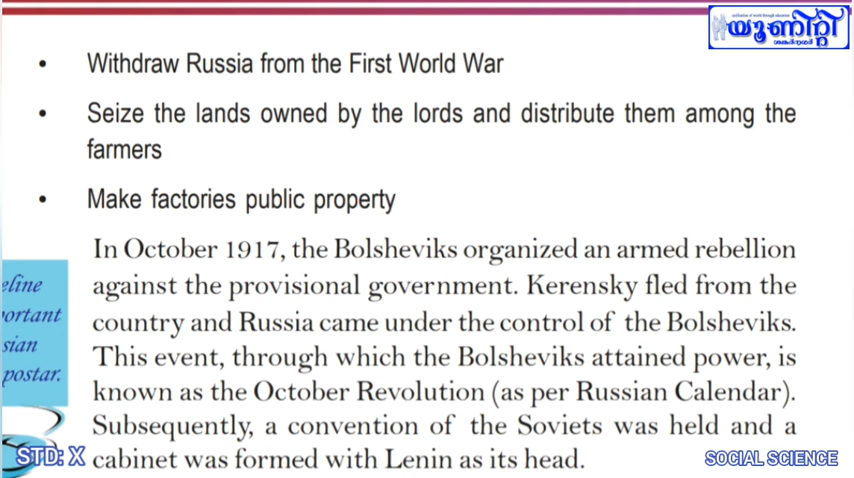 യൂണിറ്റി
• Withdraw Russia from the First World War
• Seize the lands owned by the lords and distribute them among the
farmers
• Make factories public property
In October 1917, the Bolsheviks organized an armed rebellion
against the provisional government. Kerensky fled from the
country and Russia came under the control of the Bolsheviks.
This event, through which the Bolsheviks attained power, is
known as the October Revolution (as per Russian Calendar).
Subsequently, a convention of the Soviets was held and a
cabinet was formed with Lenin as its head.
eline
ortant
sian
postar.
STD: X
SOCIAL SCIENCE